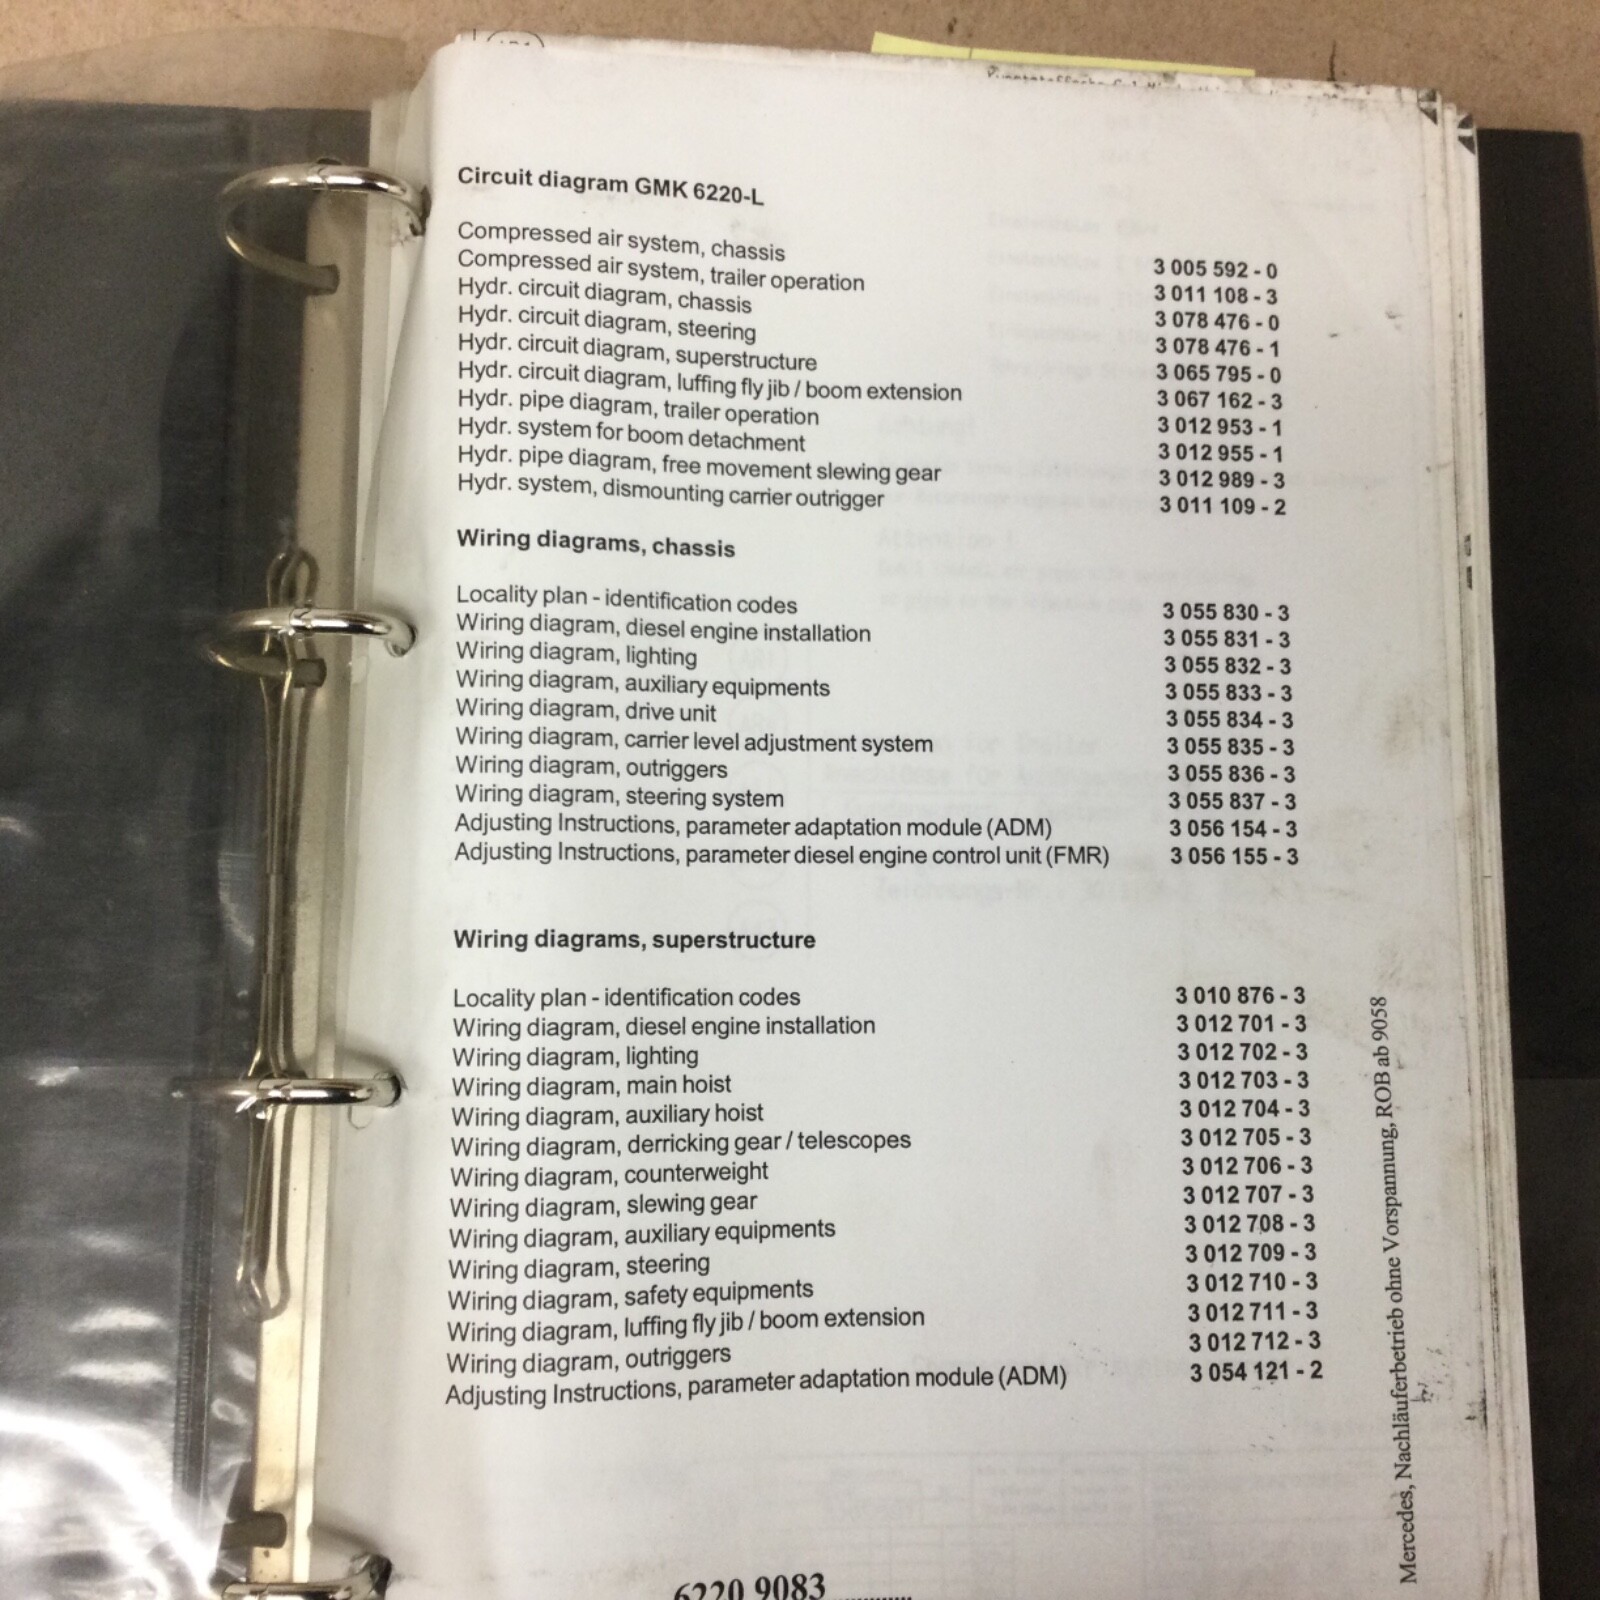 Circuit diagram GMK 6220-L
Compressed air system, chassis 3 005 592 - 0
Compressed air system, trailer operation 3 011 108 - 3
Hydr. circuit diagram, chassis 3 078 476 - 0
Hydr. circuit diagram, steering 3 078 476 - 1
Hydr. circuit diagram, superstructure 3 065 795 - 0
Hydr. circuit diagram, luffing fly jib / boom extension 3 067 162 - 3
Hydr. pipe diagram, trailer operation 3 012 953 - 1
Hydr. system for boom detachment 3 012 955 - 1
Hydr. pipe diagram, free movement slewing gear 3 012 989 - 3
Hydr. system, dismounting carrier outrigger 3 011 109 - 2
Wiring diagrams, chassis
Locality plan - identification codes 3 055 830 - 3
Wiring diagram, diesel engine installation 3 055 831 - 3
Wiring diagram, lighting 3 055 832 - 3
Wiring diagram, auxiliary equipments 3 055 833 - 3
Wiring diagram, drive unit 3 055 834 - 3
Wiring diagram, carrier level adjustment system 3 055 835 - 3
Wiring diagram, outriggers 3 055 836 - 3
Wiring diagram, steering system 3 055 837 - 3
Adjusting Instructions, parameter adaptation module (ADM) 3 056 154 - 3
Adjusting Instructions, parameter diesel engine control unit (FMR) 3 056 155 - 3
Wiring diagrams, superstructure
Locality plan - identification codes 3 010 876 - 3
Wiring diagram, diesel engine installation 3 012 701 - 3
Wiring diagram, lighting 3 012 702 - 3
Wiring diagram, main hoist 3 012 703 - 3
Wiring diagram, auxiliary hoist 3 012 704 - 3
Wiring diagram, derricking gear / telescopes 3 012 705 - 3
Wiring diagram, counterweight 3 012 706 - 3
Wiring diagram, slewing gear 3 012 707 - 3
Wiring diagram, auxiliary equipments 3 012 708 - 3
Wiring diagram, steering 3 012 709 - 3
Wiring diagram, safety equipments 3 012 710 - 3
Wiring diagram, luffing fly jib / boom extension 3 012 711 - 3
Wiring diagram, outriggers 3 012 712 - 3
Adjusting Instructions, parameter adaptation module (ADM) 3 054 121 - 2
Mercedes, Nachläuferbetrieb ohne Vorspannung, ROB ab 9058
6220 9083